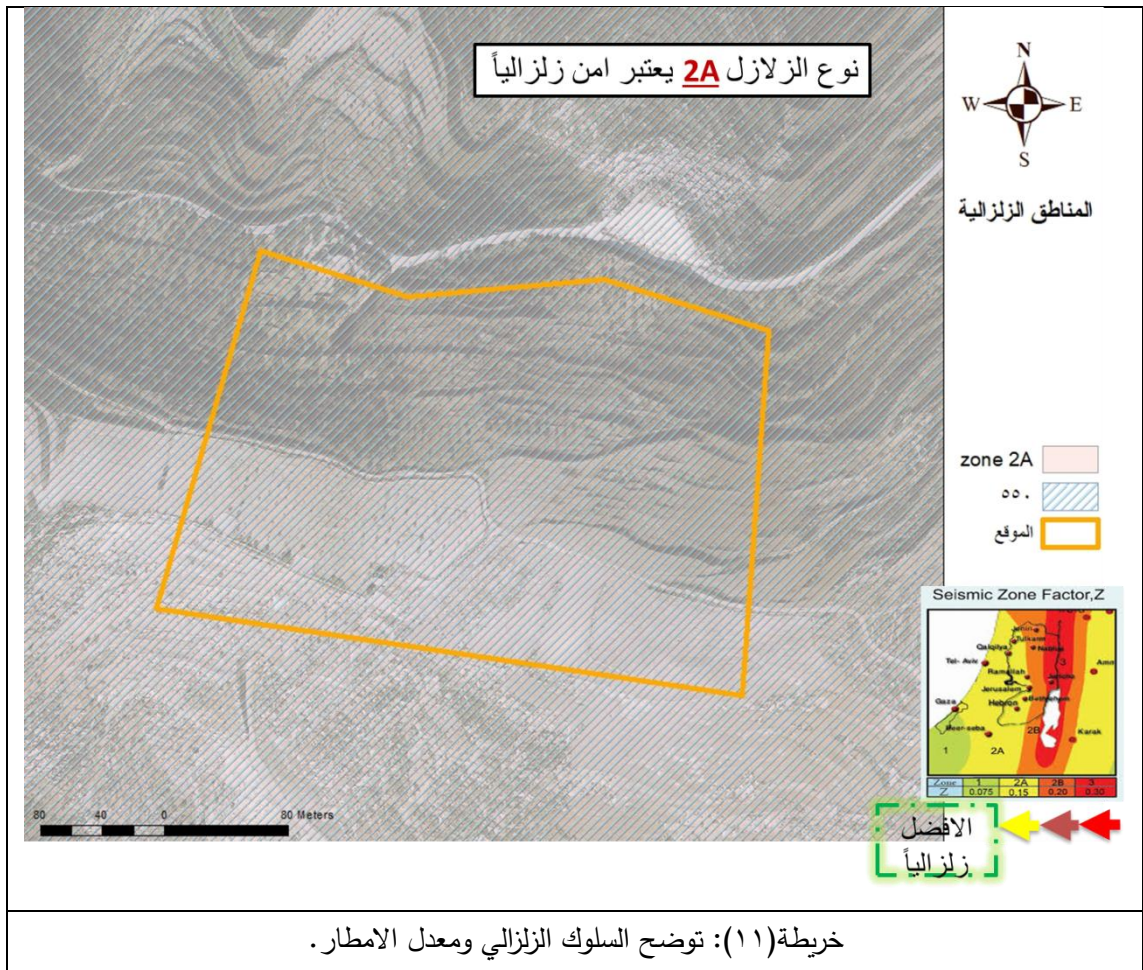 نوع الزلازل 2A يعتبر امن زلزالياً
N
W E
S
المناطق الزلزالية
zone 2A
٥٥٠
الموقع
Seismic Zone Factor,Z
Jenin
Tulkarm
Qalqilya
Nablus
Tel- Aviv
3
Amm
Ramallah
Jericho
Jerusalem
Bethlehem
Gaza
Hebron
Beer-seba
2B
Karak
1
2A
Zone 1 2A 2B 3
Z 0.075 0.15 0.20 0.30
80 40 0 80 Meters
الافضل
زلزالياً
خريطة(١١): توضح السلوك الزلزالي ومعدل الامطار.